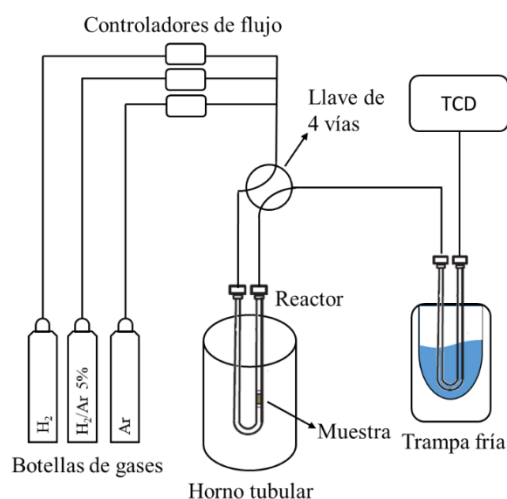 Controladores de flujo
Llave de
4 vías
TCD
Reactor
H₂
H₂/Ar 5%
Ar
Muestra
Botellas de gases
Trampa fría
Horno tubular